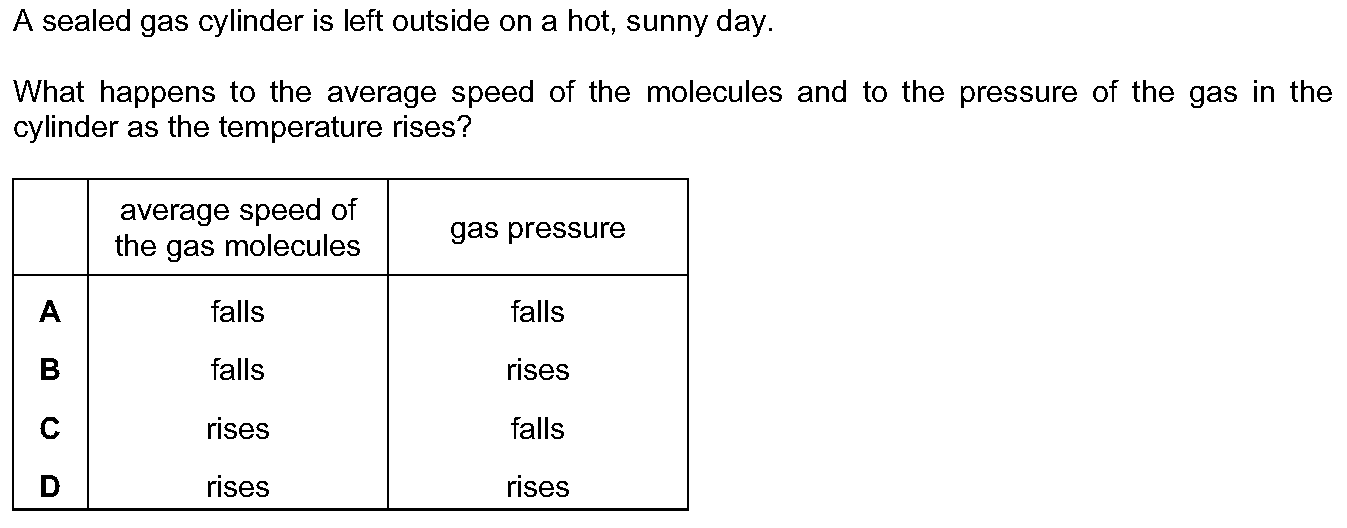 A sealed gas cylinder is left outside on a hot, sunny day.
What happens to the average speed of the molecules and to the pressure of the gas in the
cylinder as the temperature rises?
average speed of
the gas molecules
gas pressure
A falls falls
B falls rises
C rises falls
D rises rises